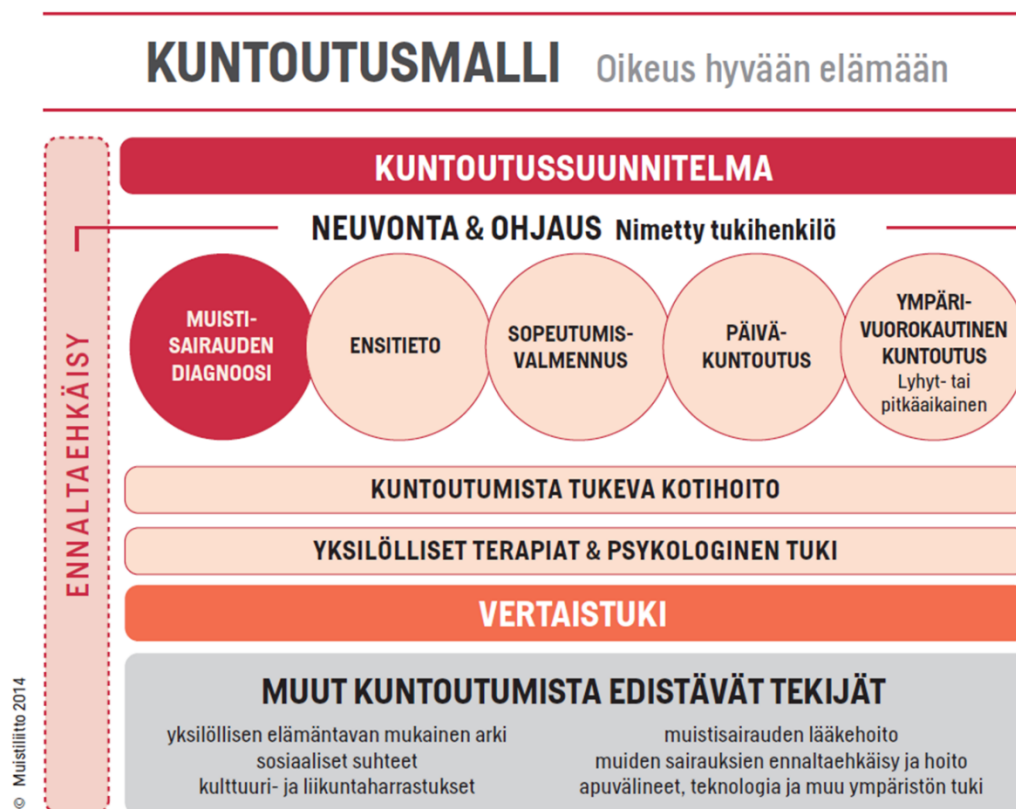 KUNTOUTUSMALLI Oikeus hyvään elämään
KUNTOUTUSSUUNNITELMA
NEUVONTA & OHJAUS Nimetty tukihenkilö
ENNALTAEHKÄISY
MUISTI-
SAIRAUDEN
DIAGNOOSI
ENSITIETO
SOPEUTUMIS-
VALMENNUS
PÄIVÄ-
KUNTOUTUS
YMPÄRI-
VUOROKAUTINEN
KUNTOUTUS
Lyhyt- tai
pitkäaikainen
KUNTOUTUMISTA TUKEVA KOTIHOITO
YKSILÖLLISET TERAPIAT & PSYKOLOGINEN TUKI
VERTAISTUKI
MUUT KUNTOUTUMISTA EDISTÄVÄT TEKIJÄT
yksilöllisen elämäntavan mukainen arki
sosiaaliset suhteet
kulttuuri- ja liikuntaharrastukset
muistisairauden lääkehoito
muiden sairauksien ennaltaehkäisy ja hoito
apuvälineet, teknologia ja muu ympäristön tuki
© Muistiliitto 2014